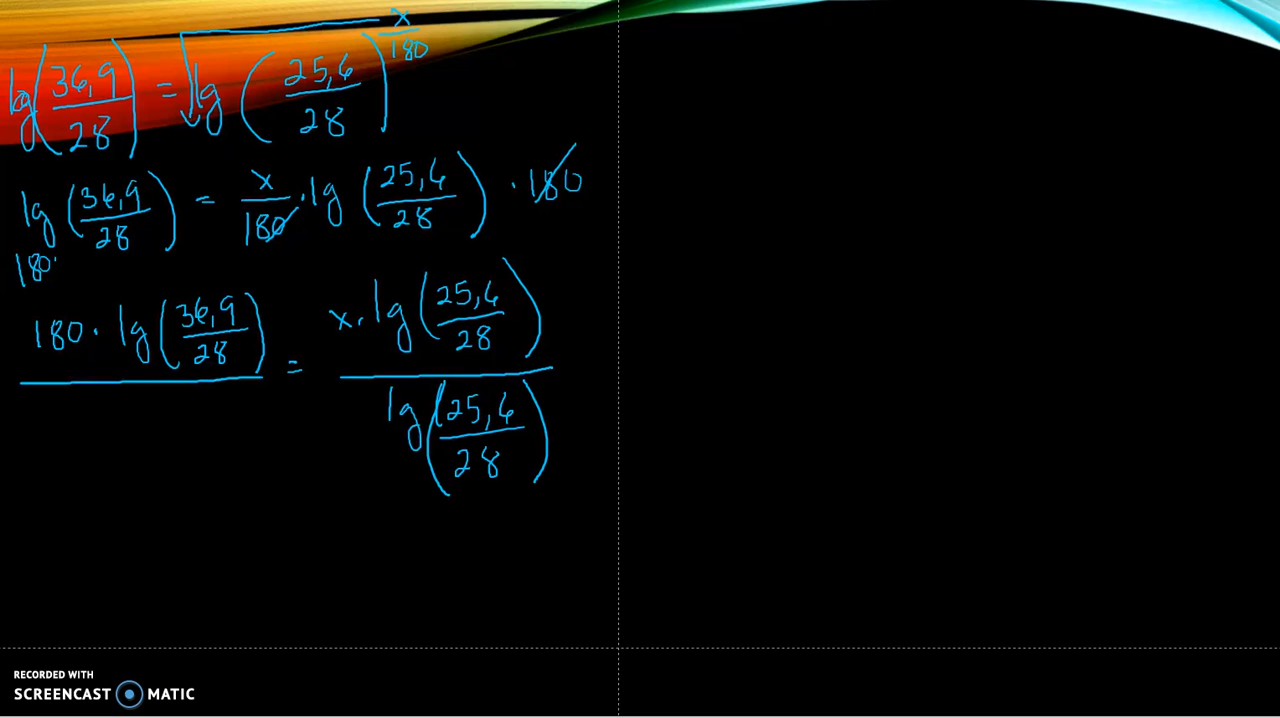 lg(36,9/28) = lg(25,6/28)^(x/180)
lg(36,9/28) = x/180 · lg(25,6/28) · 180
180·
180 · lg(36,9/28) = x · lg(25,6/28)
lg(25,6/28)
RECORDED WITH
SCREENCAST MATIC